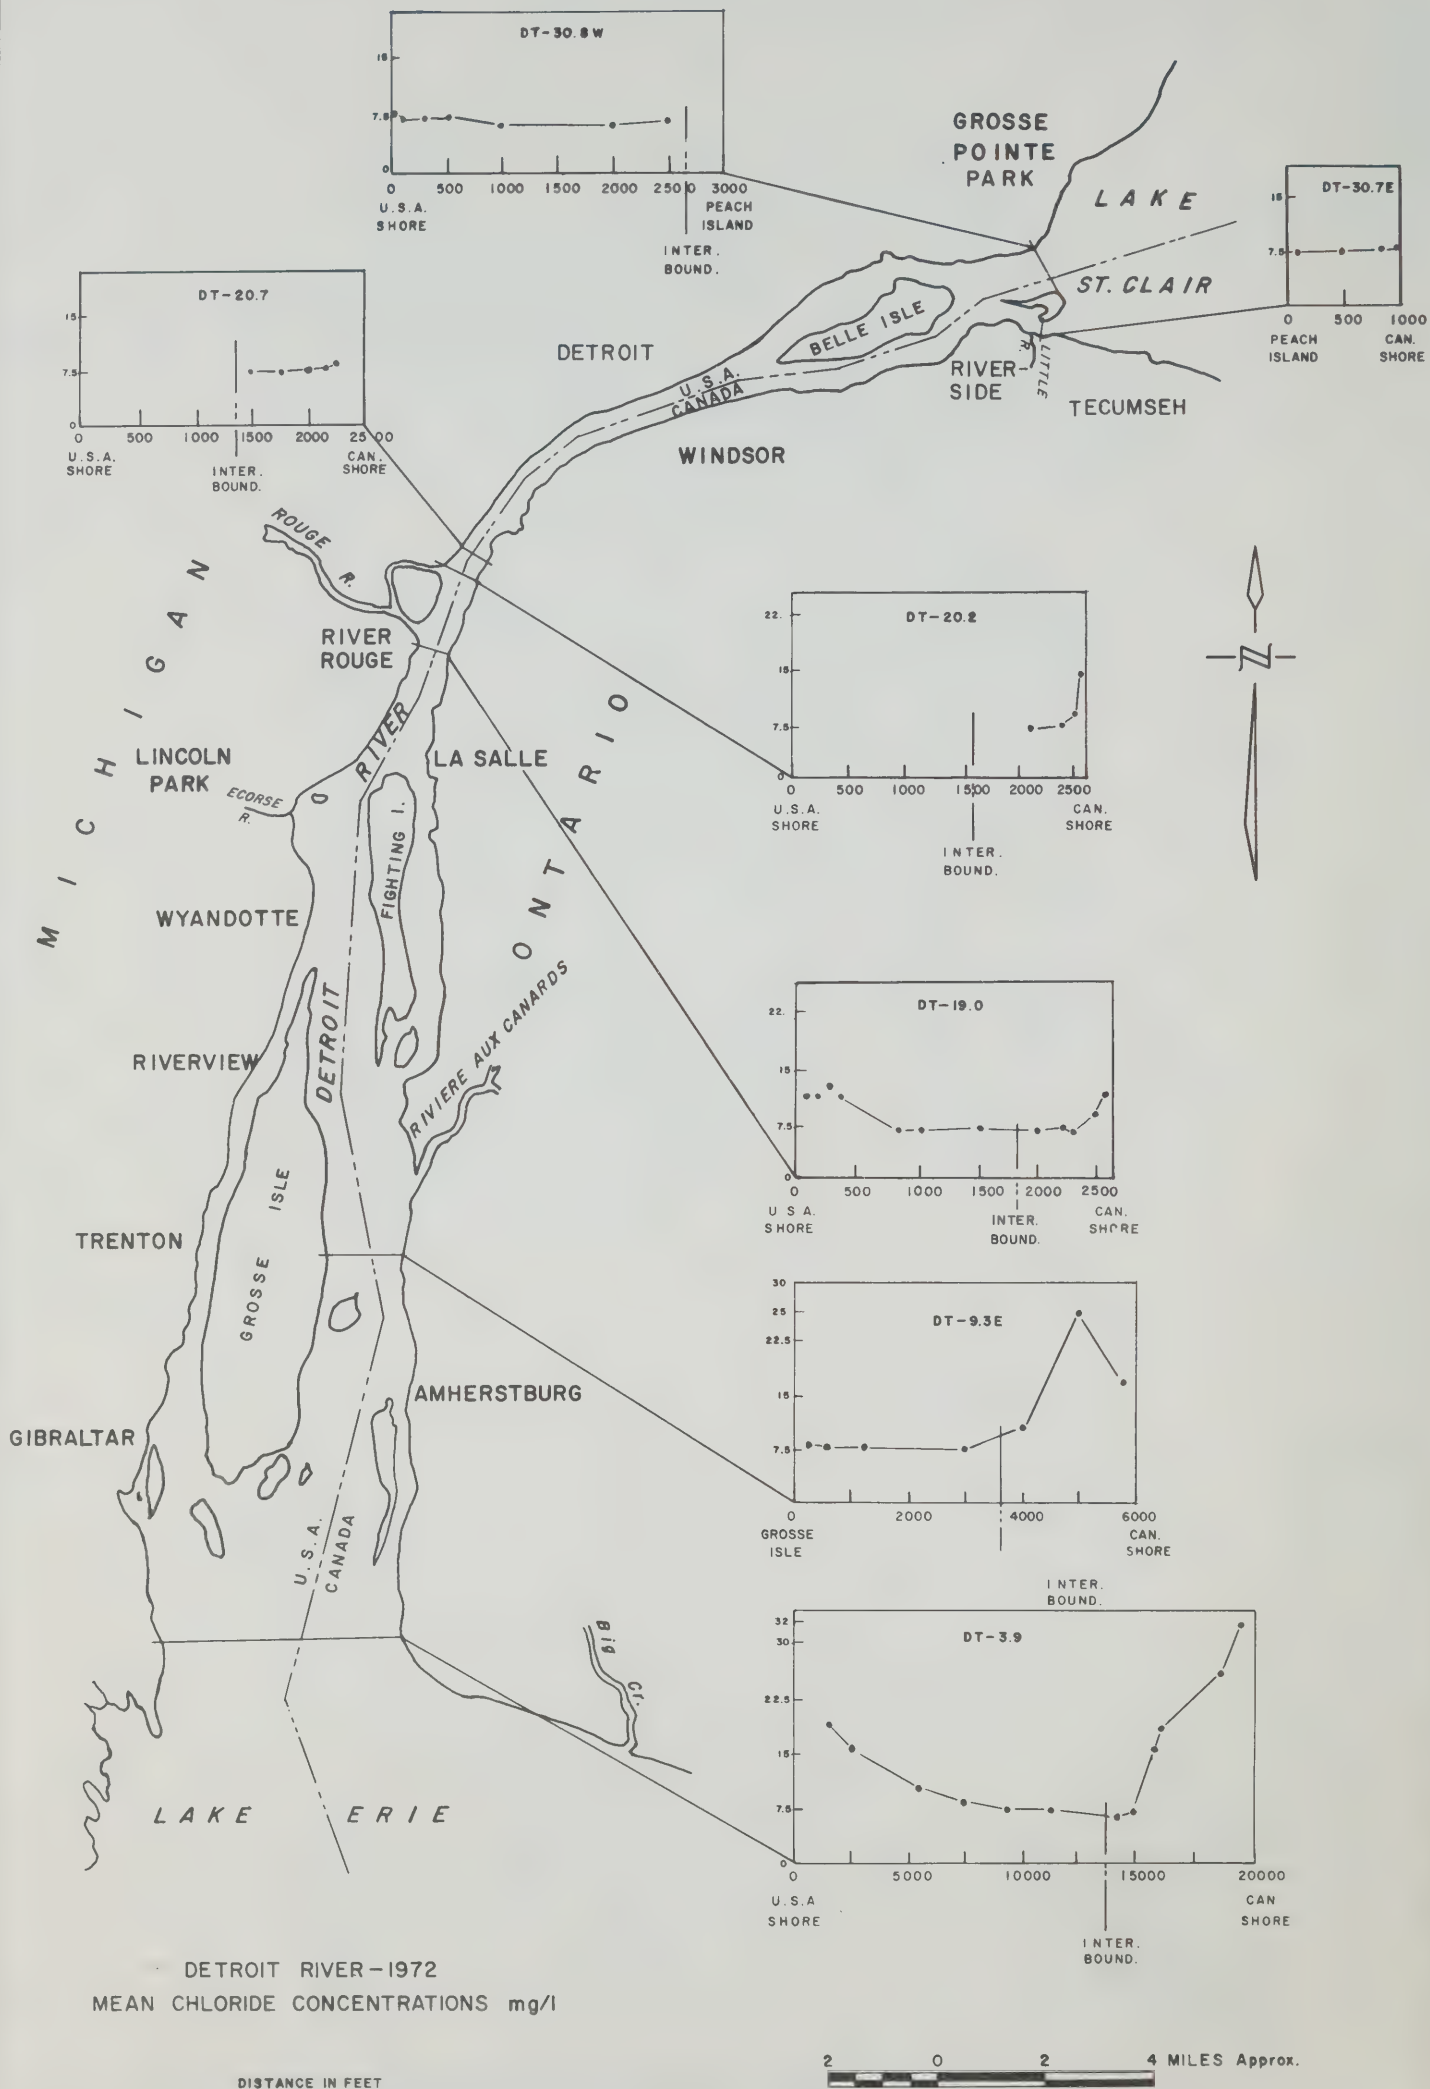 DT-30.8W
15
7.5
0
0 500 1000 1500 2000 2500 3000
U.S.A. SHORE
PEACH ISLAND
INTER. BOUND.
GROSSE
POINTE
PARK
LAKE
ST. CLAIR
DT-30.7E
15
7.5
0 500 1000
PEACH ISLAND
CAN. SHORE
DT-20.7
15
7.5
0
0 500 1000 1500 2000 2500
U.S.A. SHORE
INTER. BOUND.
CAN. SHORE
DETROIT
BELLE ISLE
U.S.A.
CANADA
RIVER-
SIDE
LITTLE R.
TECUMSEH
WINDSOR
ROUGE R.
MICHIGAN
RIVER
ROUGE
N
DT-20.2
22.
15
7.5
0
0 500 1000 1500 2000 2500
U.S.A. SHORE
INTER. BOUND.
CAN. SHORE
ONTARIO
LINCOLN
PARK
ECORSE R.
DETROIT RIVER
LA SALLE
FIGHTING I.
WYANDOTTE
RIVIERE AUX CANARDS
RIVERVIEW
DT-19.0
22.
15
7.5
0
0 500 1000 1500 2000 2500
U S A. SHORE
INTER. BOUND.
CAN. SHORE
TRENTON
GROSSE ISLE
DT-9.3E
30
25
22.5
15
7.5
0 2000 4000 6000
GROSSE ISLE
CAN. SHORE
INTER. BOUND.
AMHERSTBURG
GIBRALTAR
U.S.A.
CANADA
Big Cr.
DT-3.9
32
30
22.5
15
7.5
0
0 5000 10000 15000 20000
U.S.A SHORE
INTER. BOUND.
CAN SHORE
LAKE ERIE
DETROIT RIVER-1972
MEAN CHLORIDE CONCENTRATIONS mg/l
DISTANCE IN FEET
2 0 2 4 MILES Approx.